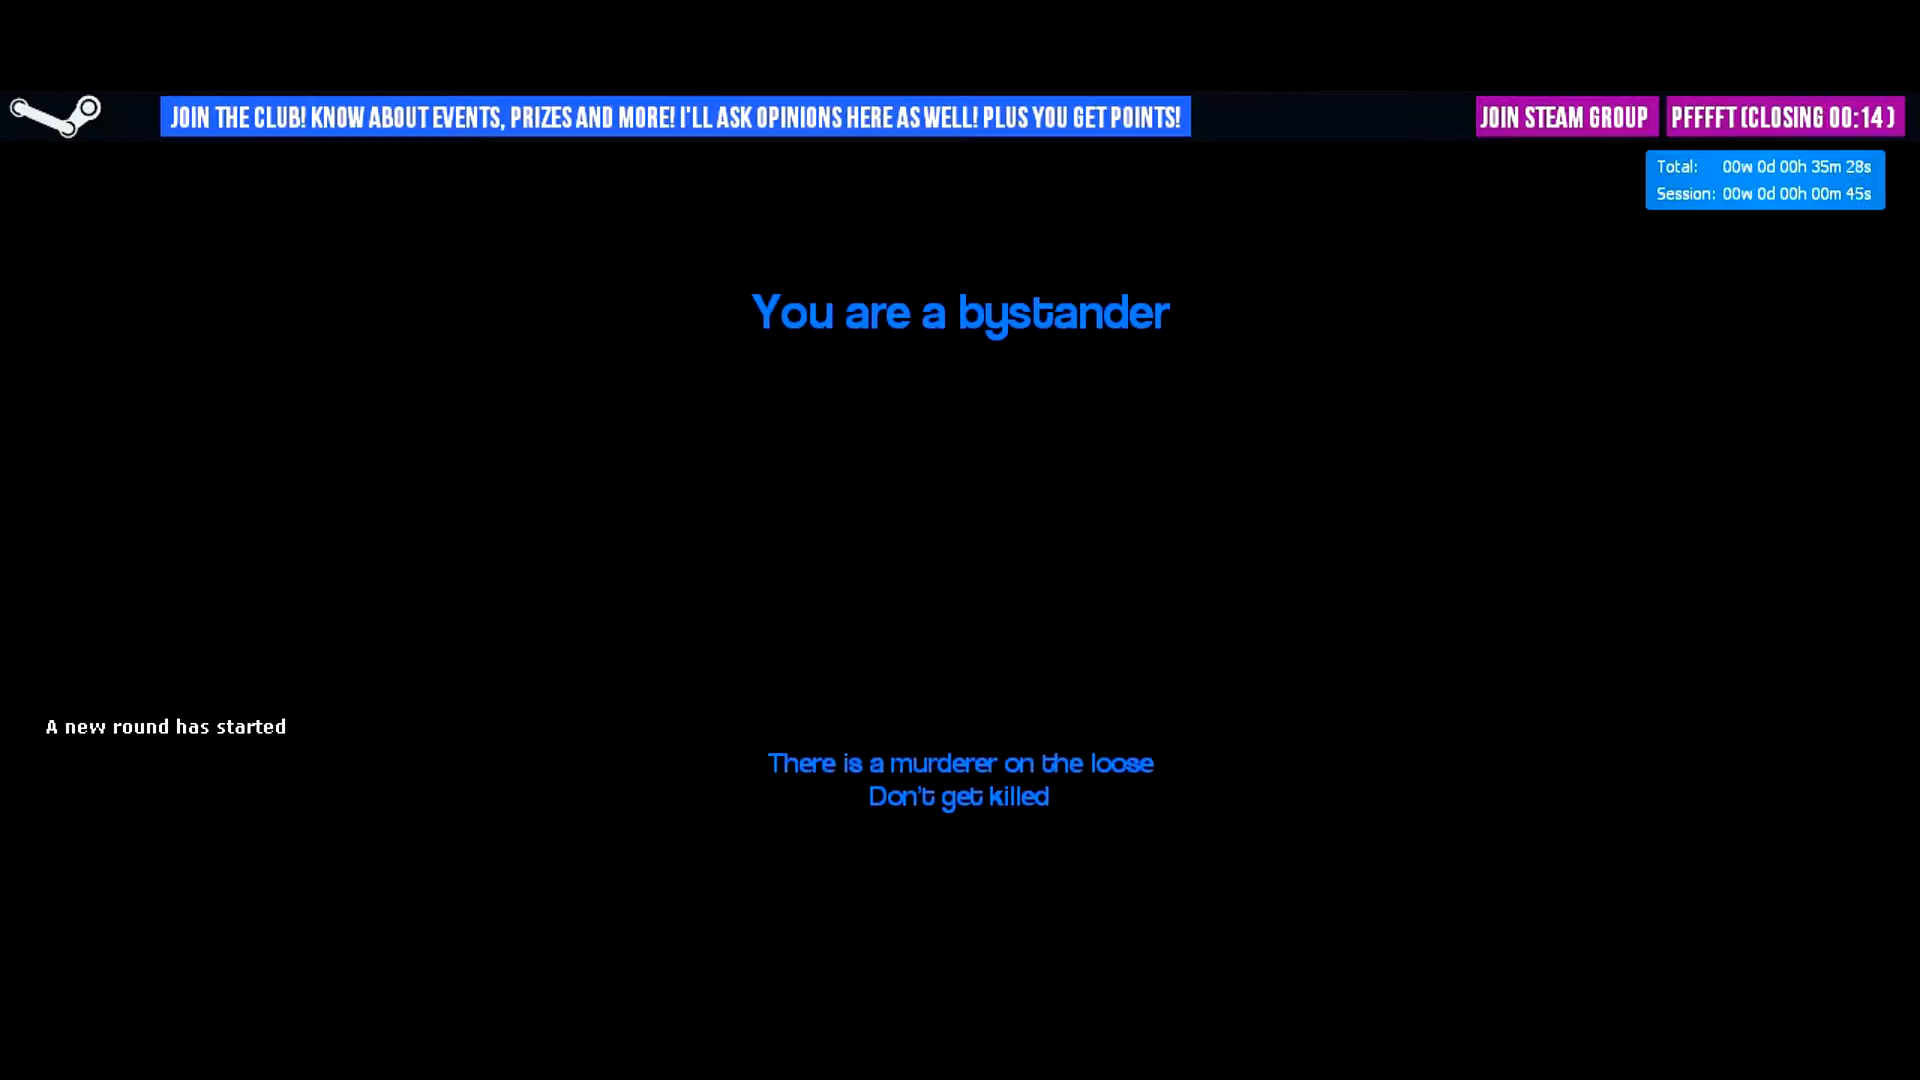 JOIN THE CLUB! KNOW ABOUT EVENTS, PRIZES AND MORE! I'LL ASK OPINIONS HERE AS WELL! PLUS YOU GET POINTS!
JOIN STEAM GROUP
PFFFFT (CLOSING 00:14 )
Total: 00w 0d 00h 35m 28s
Session: 00w 0d 00h 00m 45s
You are a bystander
A new round has started
There is a murderer on the loose
Don't get killed